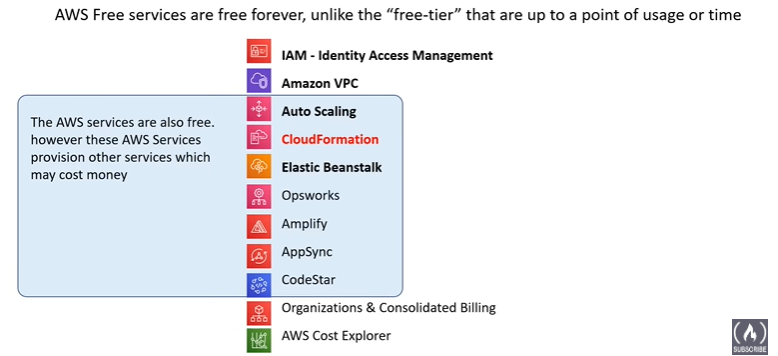 AWS Free services are free forever, unlike the “free-tier” that are up to a point of usage or time
IAM - Identity Access Management
Amazon VPC
Auto Scaling
CloudFormation
Elastic Beanstalk
Opsworks
Amplify
AppSync
CodeStar
Organizations & Consolidated Billing
AWS Cost Explorer
The AWS services are also free.
however these AWS Services
provision other services which
may cost money
SUBSCRIBE